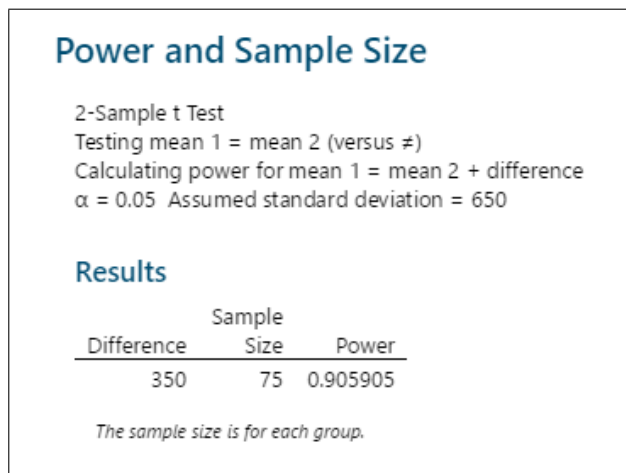 Power and Sample Size
2-Sample t Test
Testing mean 1 = mean 2 (versus ≠)
Calculating power for mean 1 = mean 2 + difference
α = 0.05 Assumed standard deviation = 650
Results
Sample
Difference Size Power
350 75 0.905905
The sample size is for each group.